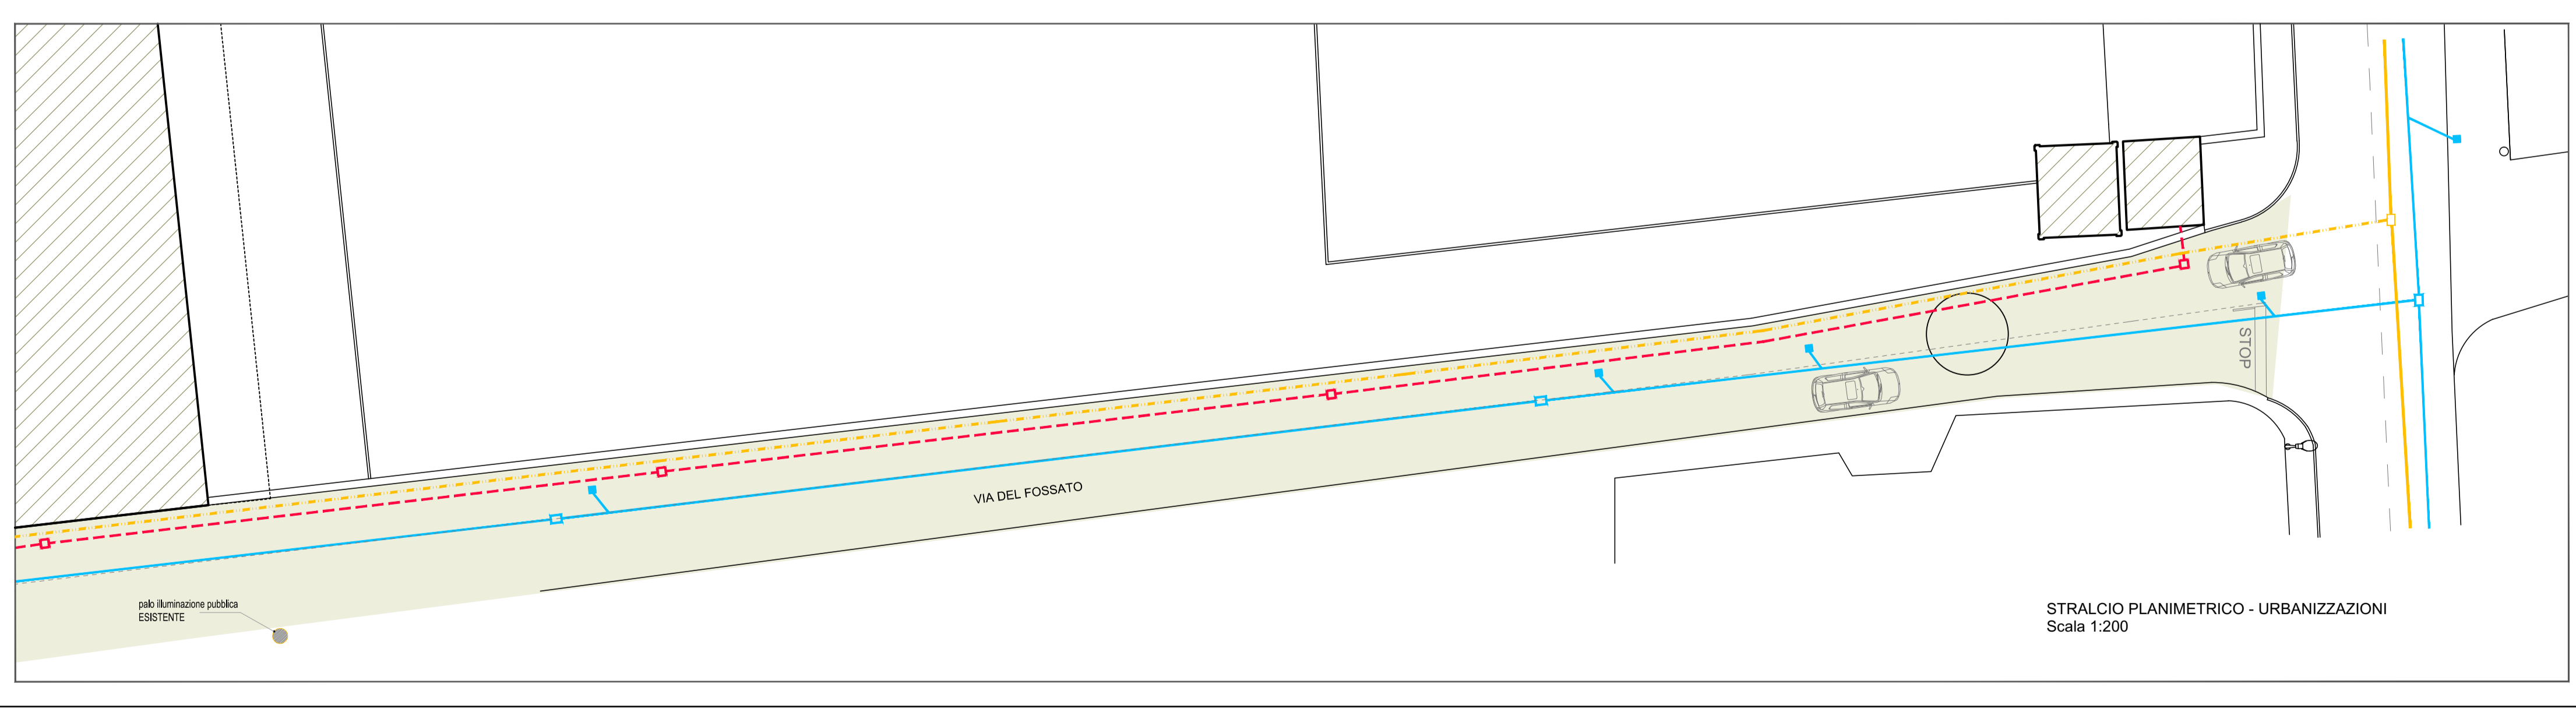 STOP
VIA DEL FOSSATO
palo illuminazione pubblica
ESISTENTE
STRALCIO PLANIMETRICO - URBANIZZAZIONI
Scala 1:200